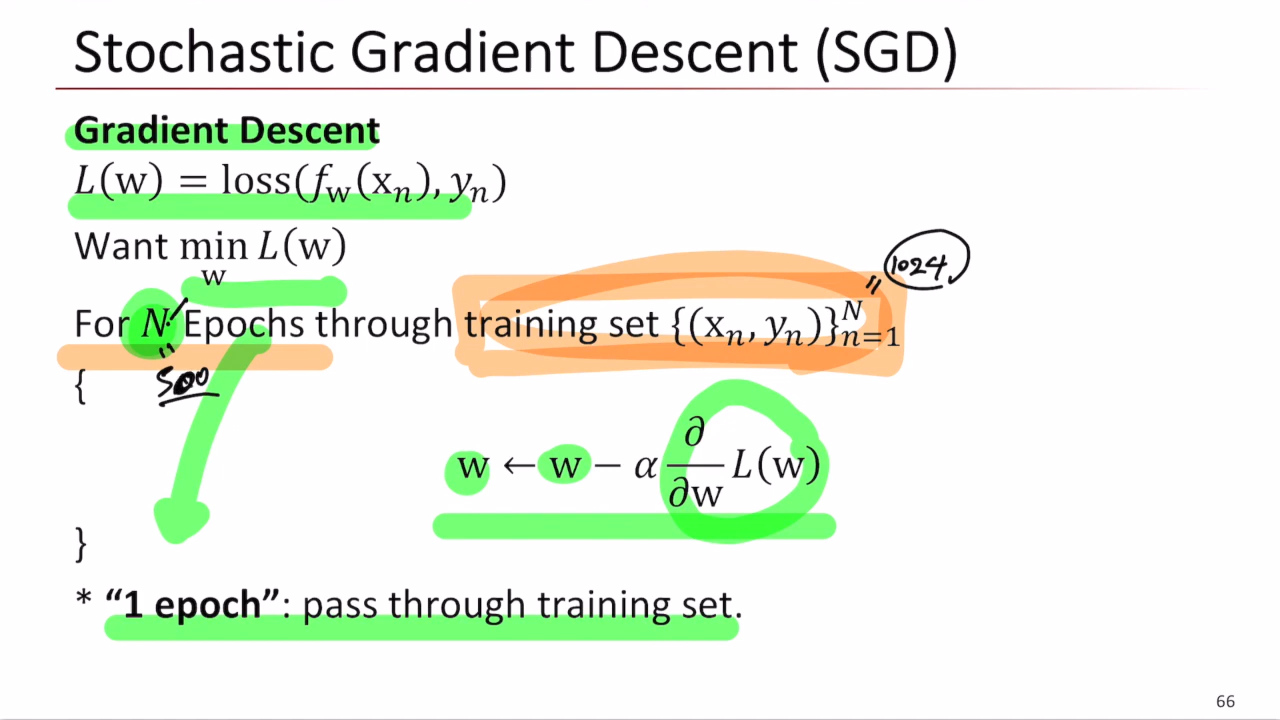 Stochastic Gradient Descent (SGD)
Gradient Descent
L(w) = loss(f_w(x_n), y_n)
Want min_w L(w)
1024
For N Epochs through training set {(x_n, y_n)}_{n=1}^N
{
500
w ← w − α ∂/∂w L(w)
}
* “1 epoch”: pass through training set.
66